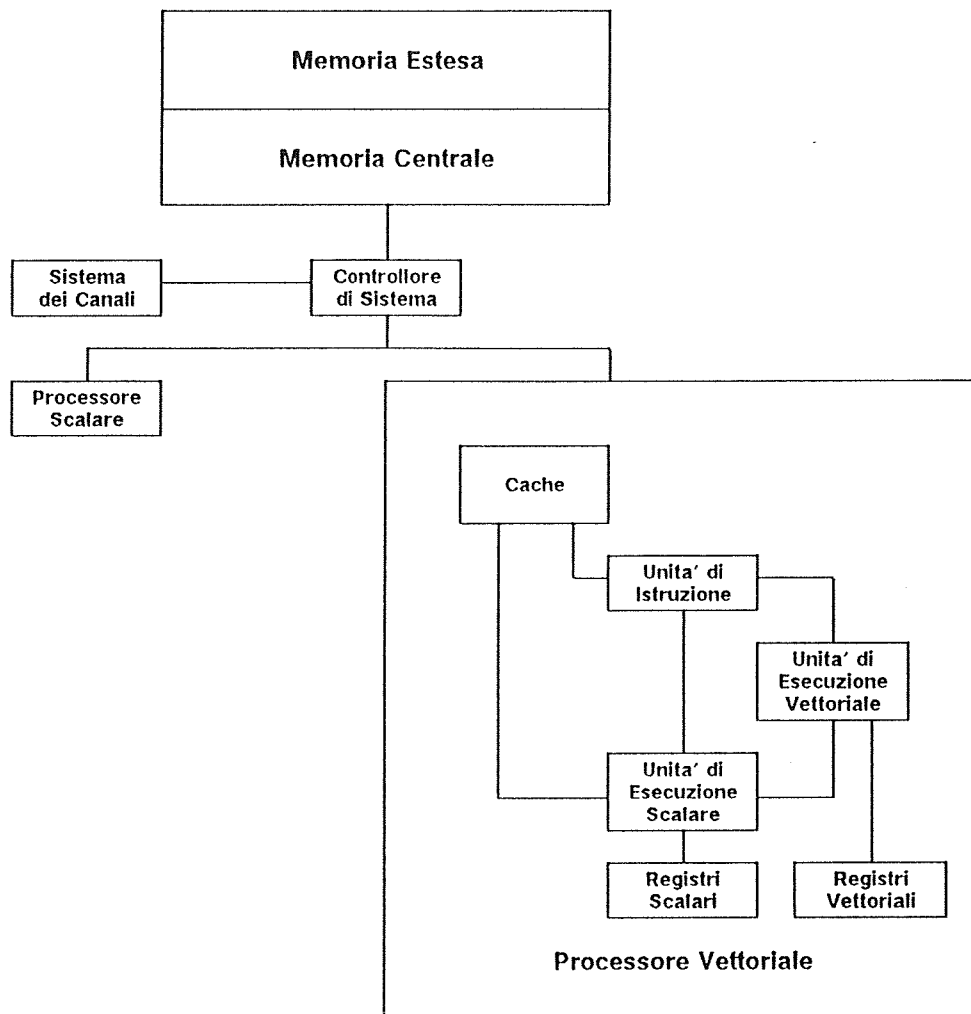 Memoria Estesa
Memoria Centrale
Sistema
dei Canali
Controllore
di Sistema
Processore
Scalare
Cache
Unita' di
Istruzione
Unita' di
Esecuzione
Vettoriale
Unita' di
Esecuzione
Scalare
Registri
Scalari
Registri
Vettoriali
Processore Vettoriale